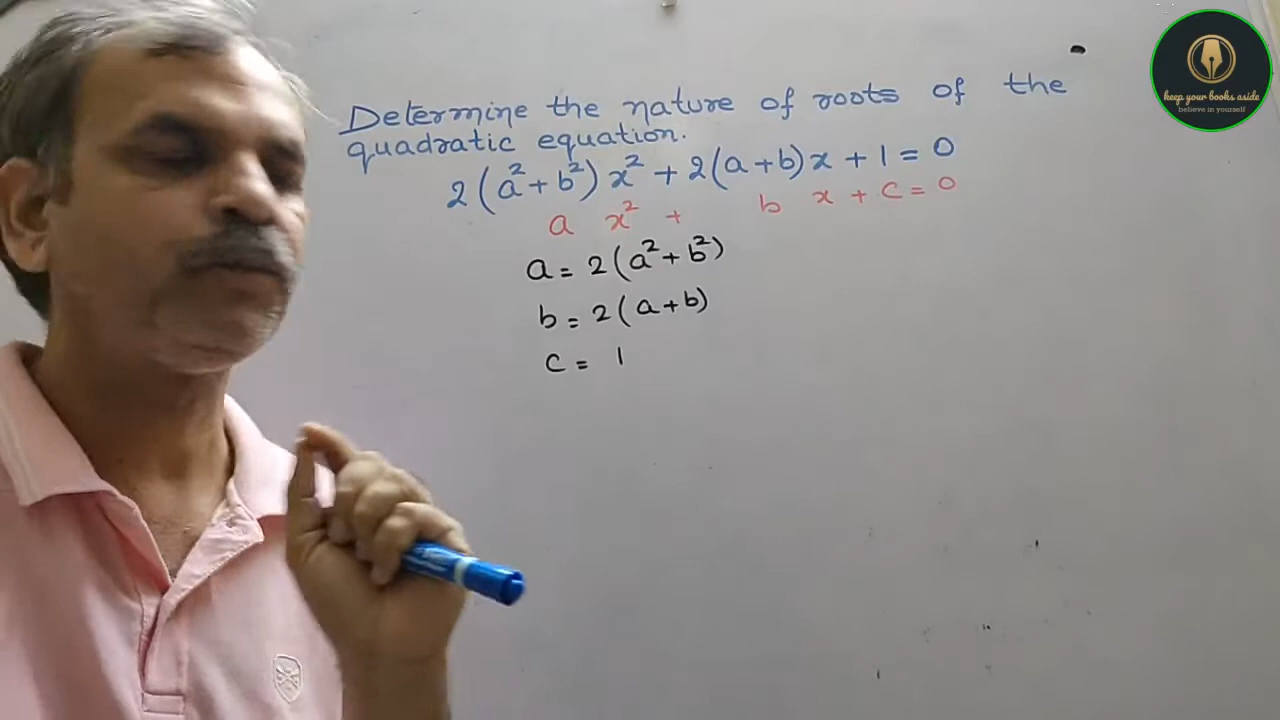 Determine the nature of roots of the
quadratic equation.
2(a²+b²)x²+2(a+b)x+1=0
a x² + b x + c = 0
a = 2(a²+b²)
b = 2(a+b)
c = 1
keep your books aside
believe in yourself